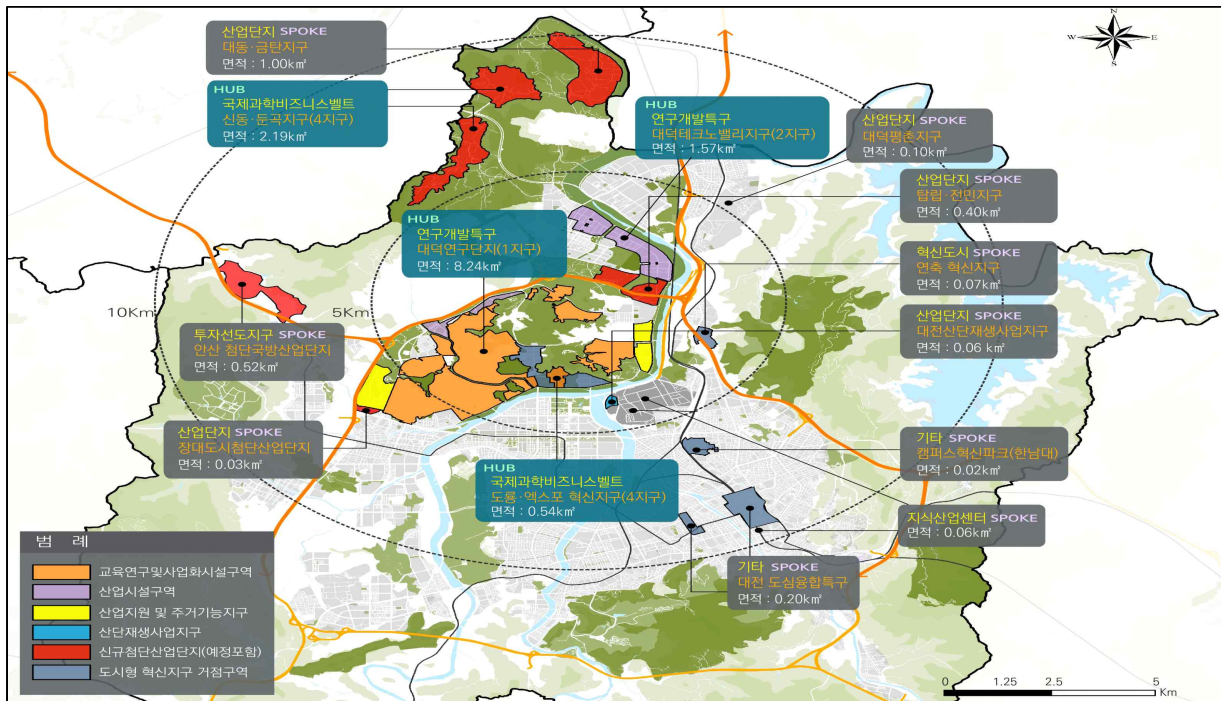 산업단지 SPOKE
대동·금탄지구
면적 : 1.00km²
HUB
국제과학비즈니스벨트
신동·둔곡지구(4지구)
면적 : 2.19km²
HUB
연구개발특구
대덕테크노밸리지구(2지구)
면적 : 1.57km²
산업단지 SPOKE
대덕평촌지구
면적 : 0.10km²
N
W
E
S
산업단지 SPOKE
탑립·전민지구
면적 : 0.40km²
HUB
연구개발특구
대덕연구단지(1지구)
면적 : 8.24km²
혁신도시 SPOKE
연축 혁신지구
면적 : 0.07km²
10Km
5Km
산업단지 SPOKE
대전산단재생사업지구
면적 : 0.06 km²
투자선도지구 SPOKE
안산 첨단국방산업단지
면적 : 0.52km²
산업단지 SPOKE
장대도시첨단산업단지
면적 : 0.03km²
기타 SPOKE
캠퍼스혁신파크(한남대)
면적 : 0.02km²
HUB
국제과학비즈니스벨트
도룡·엑스포 혁신지구(4지구)
면적 : 0.54km²
지식산업센터 SPOKE
면적 : 0.06km²
기타 SPOKE
대전 도심융합특구
면적 : 0.20km²
범 례
교육연구및사업화시설구역
산업시설구역
산업지원 및 주거기능지구
산단재생사업지구
신규첨단산업단지(예정포함)
도시형 혁신지구 거점구역
0 1.25 2.5 5
Km